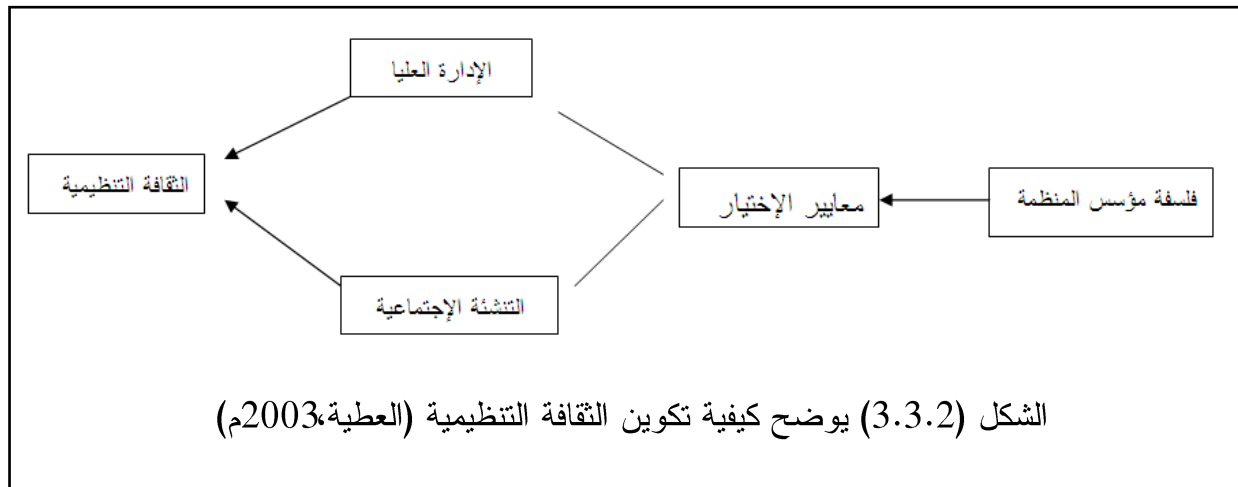 الإدارة العليا
فلسفة مؤسس المنظمة
معايير الإختيار
الثقافة التنظيمية
التنشئة الإجتماعية
الشكل (3.3.2) يوضح كيفية تكوين الثقافة التنظيمية (العطية،2003م)